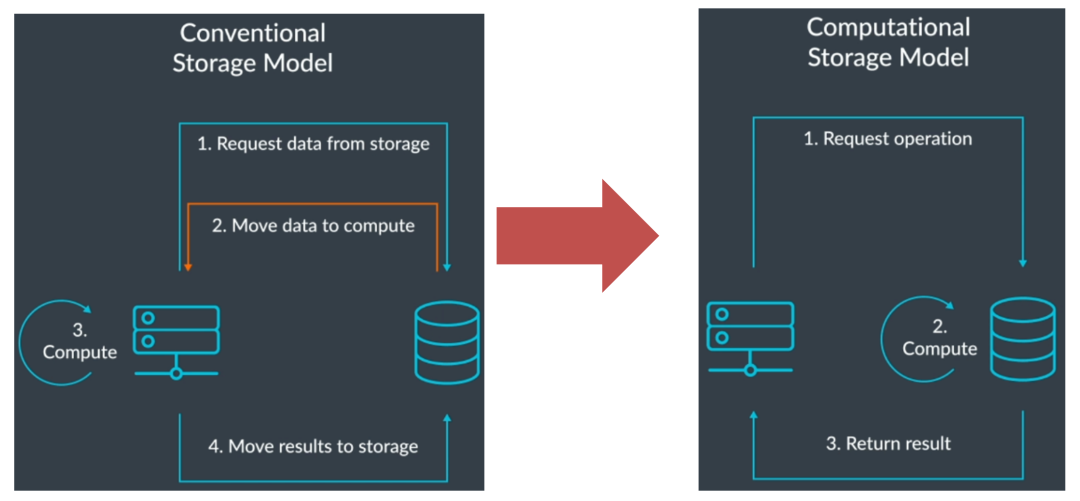 Conventional
Storage Model
1. Request data from storage
2. Move data to compute
3.
Compute
4. Move results to storage
Computational
Storage Model
1. Request operation
2.
Compute
3. Return result